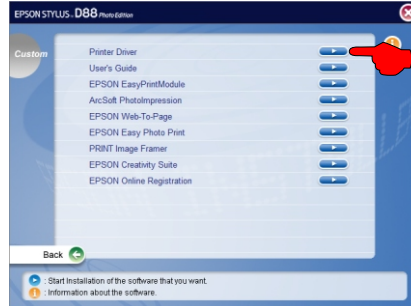 EPSON STYLUS D88 Photo Edition
Custom
Printer Driver
User's Guide
EPSON EasyPrintModule
ArcSoft PhotoImpression
EPSON Web-To-Page
EPSON Easy Photo Print
PRINT Image Framer
EPSON Creativity Suite
EPSON Online Registration
Back
: Start Installation of the software that you want.
: Information about the software.